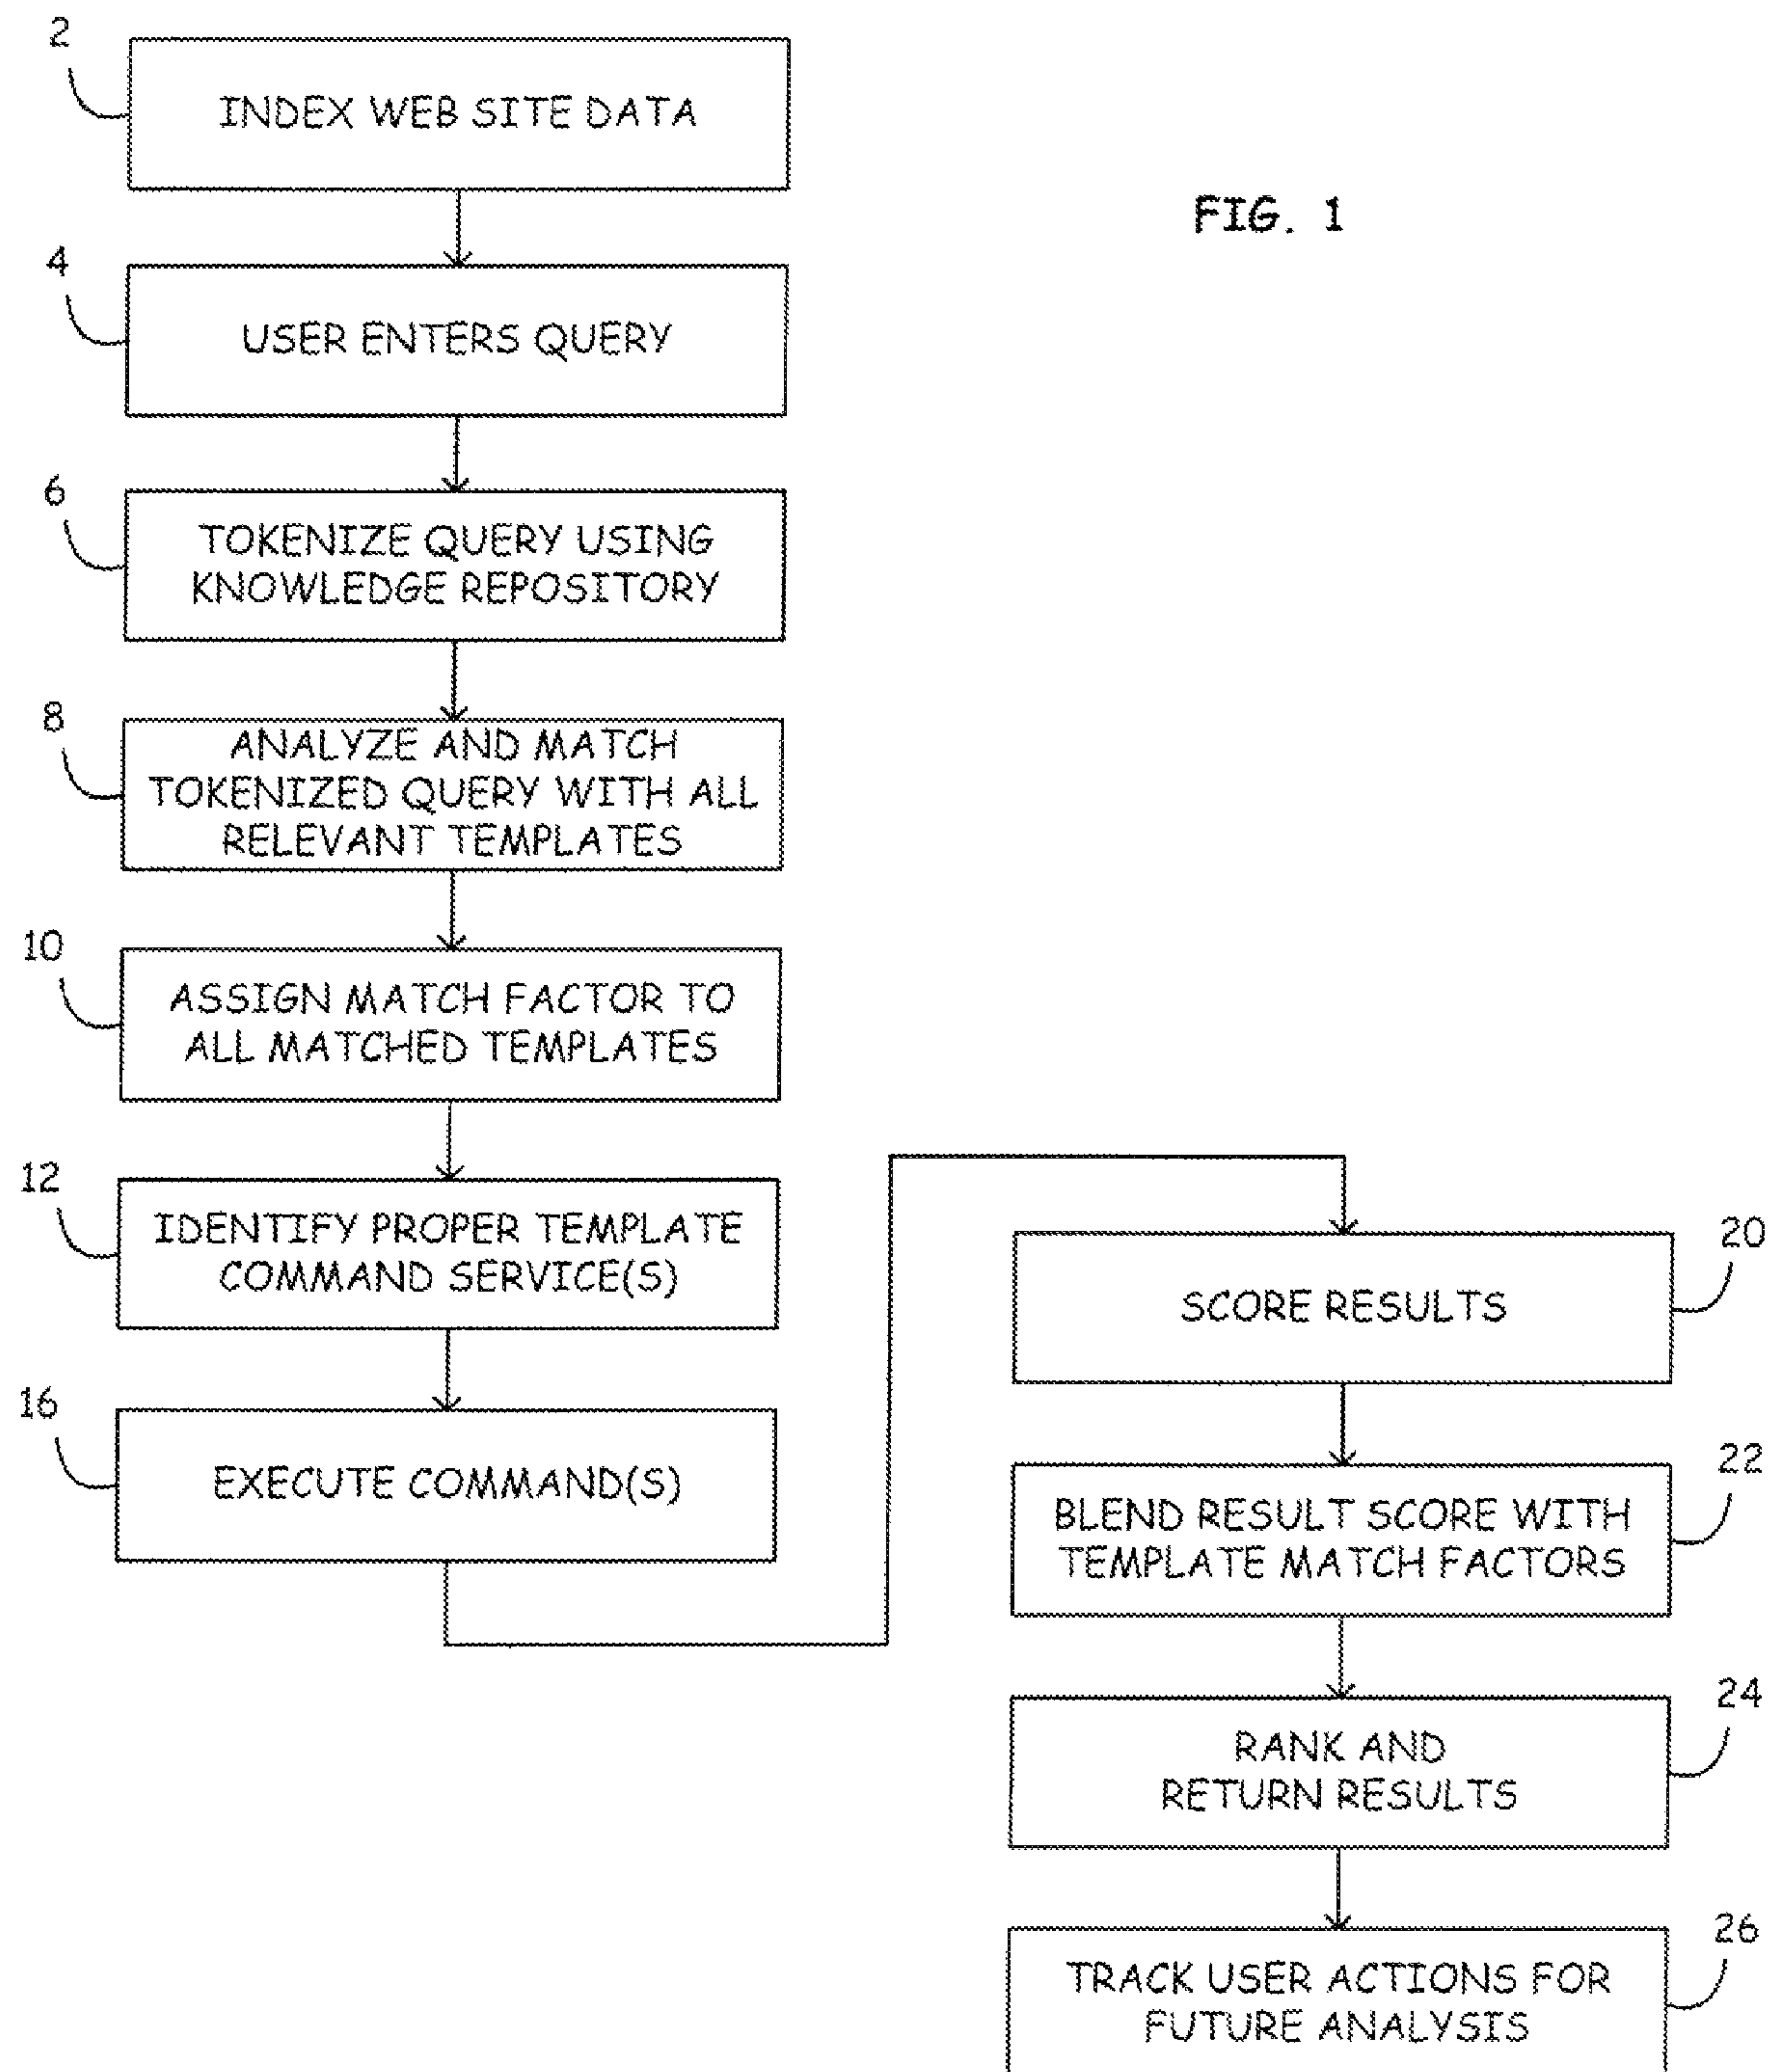 2
INDEX WEB SITE DATA
FIG. 1
4
USER ENTERS QUERY
6
TOKENIZE QUERY USING
KNOWLEDGE REPOSITORY
8
ANALYZE AND MATCH
TOKENIZED QUERY WITH ALL
RELEVANT TEMPLATES
10
ASSIGN MATCH FACTOR TO
ALL MATCHED TEMPLATES
12
IDENTIFY PROPER TEMPLATE
COMMAND SERVICE(S)
16
EXECUTE COMMAND(S)
20
SCORE RESULTS
22
BLEND RESULT SCORE WITH
TEMPLATE MATCH FACTORS
24
RANK AND
RETURN RESULTS
26
TRACK USER ACTIONS FOR
FUTURE ANALYSIS